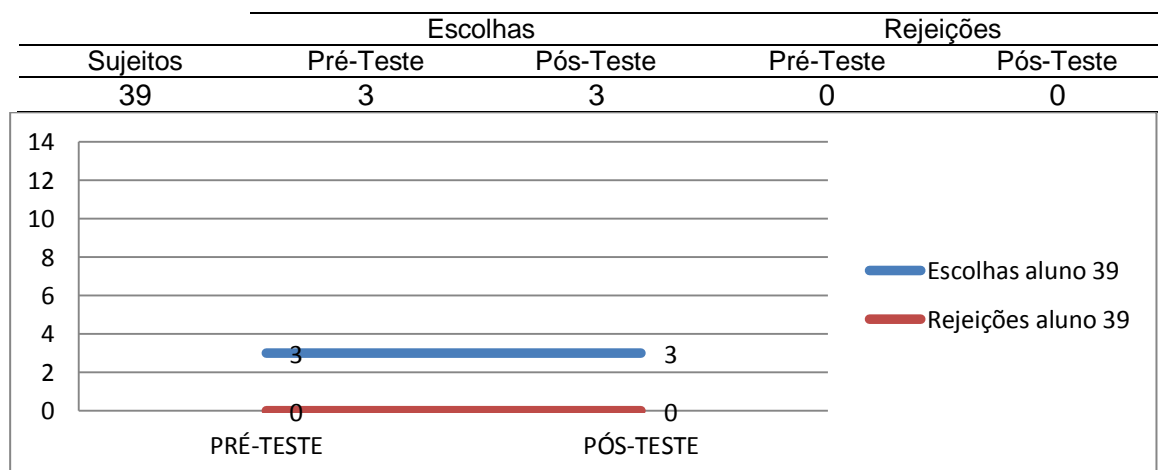 Escolhas Rejeições
Sujeitos Pré-Teste Pós-Teste Pré-Teste Pós-Teste
39 3 3 0 0
14
12
10
8
6
4
2
0
3 3
0 0
PRÉ-TESTE PÓS-TESTE
Escolhas aluno 39
Rejeições aluno 39